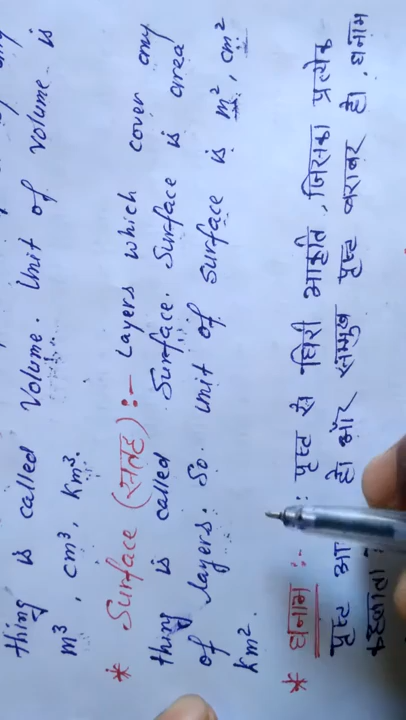 thing is called Volume. Unit of Volume is
m³, cm³, km³.
* Surface (सतह) :- Layers which cover any
thing is called Surface. Surface is area
of layers. So unit of surface is m², cm²
km².
* घनाभ :- पृष्ट से घिरी आकृति, जिसका प्रत्येक
पृष्ट आ है। और सम्मुख पृष्ट बराबर है। घनाभ